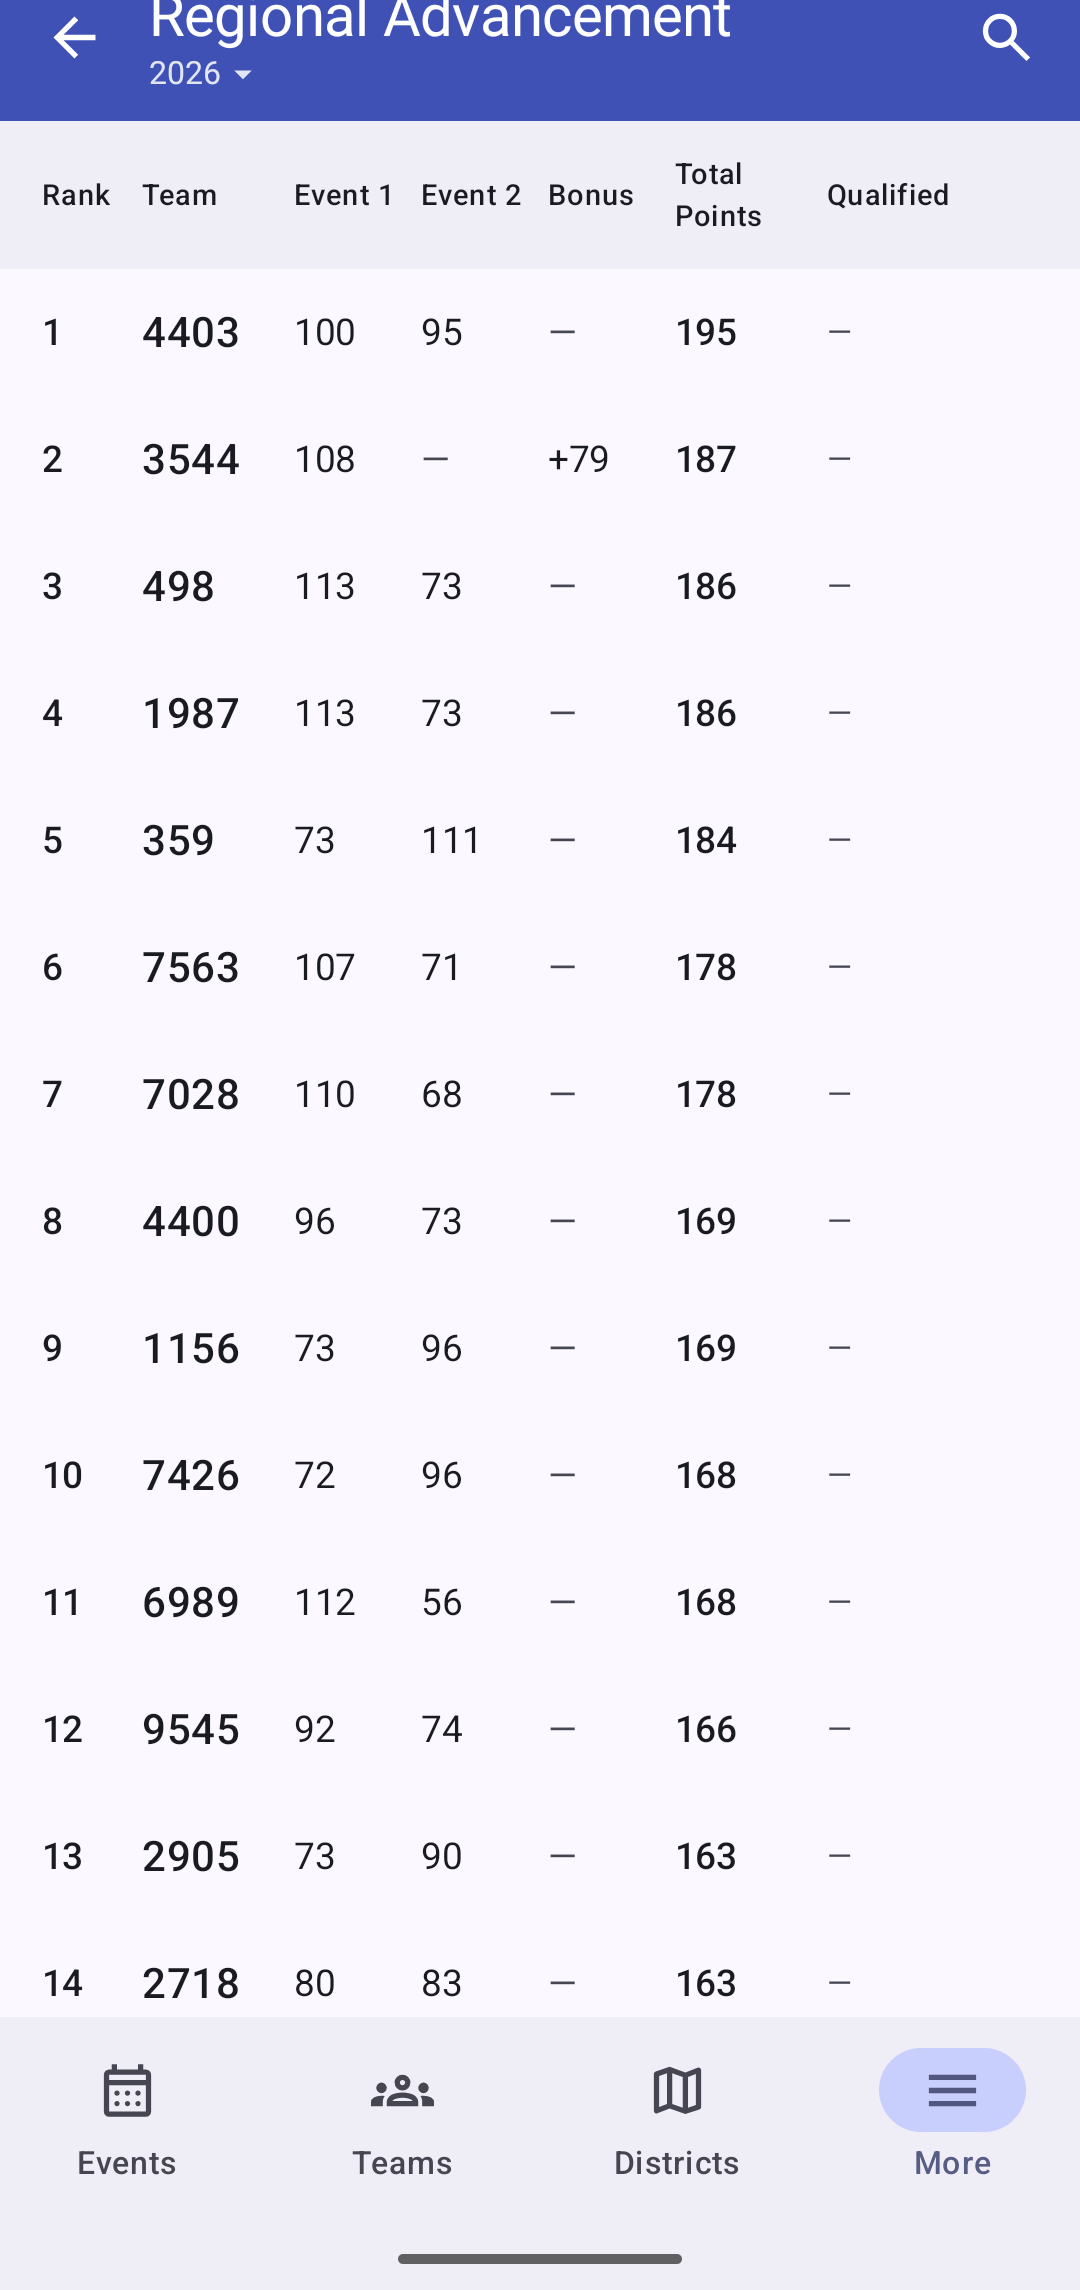 Regional Advancement
2026
Rank Team Event 1 Event 2 Bonus Total Points Qualified
1 4403 100 95 — 195 —
2 3544 108 — +79 187 —
3 498 113 73 — 186 —
4 1987 113 73 — 186 —
5 359 73 111 — 184 —
6 7563 107 71 — 178 —
7 7028 110 68 — 178 —
8 4400 96 73 — 169 —
9 1156 73 96 — 169 —
10 7426 72 96 — 168 —
11 6989 112 56 — 168 —
12 9545 92 74 — 166 —
13 2905 73 90 — 163 —
14 2718 80 83 — 163 —
Events Teams Districts More